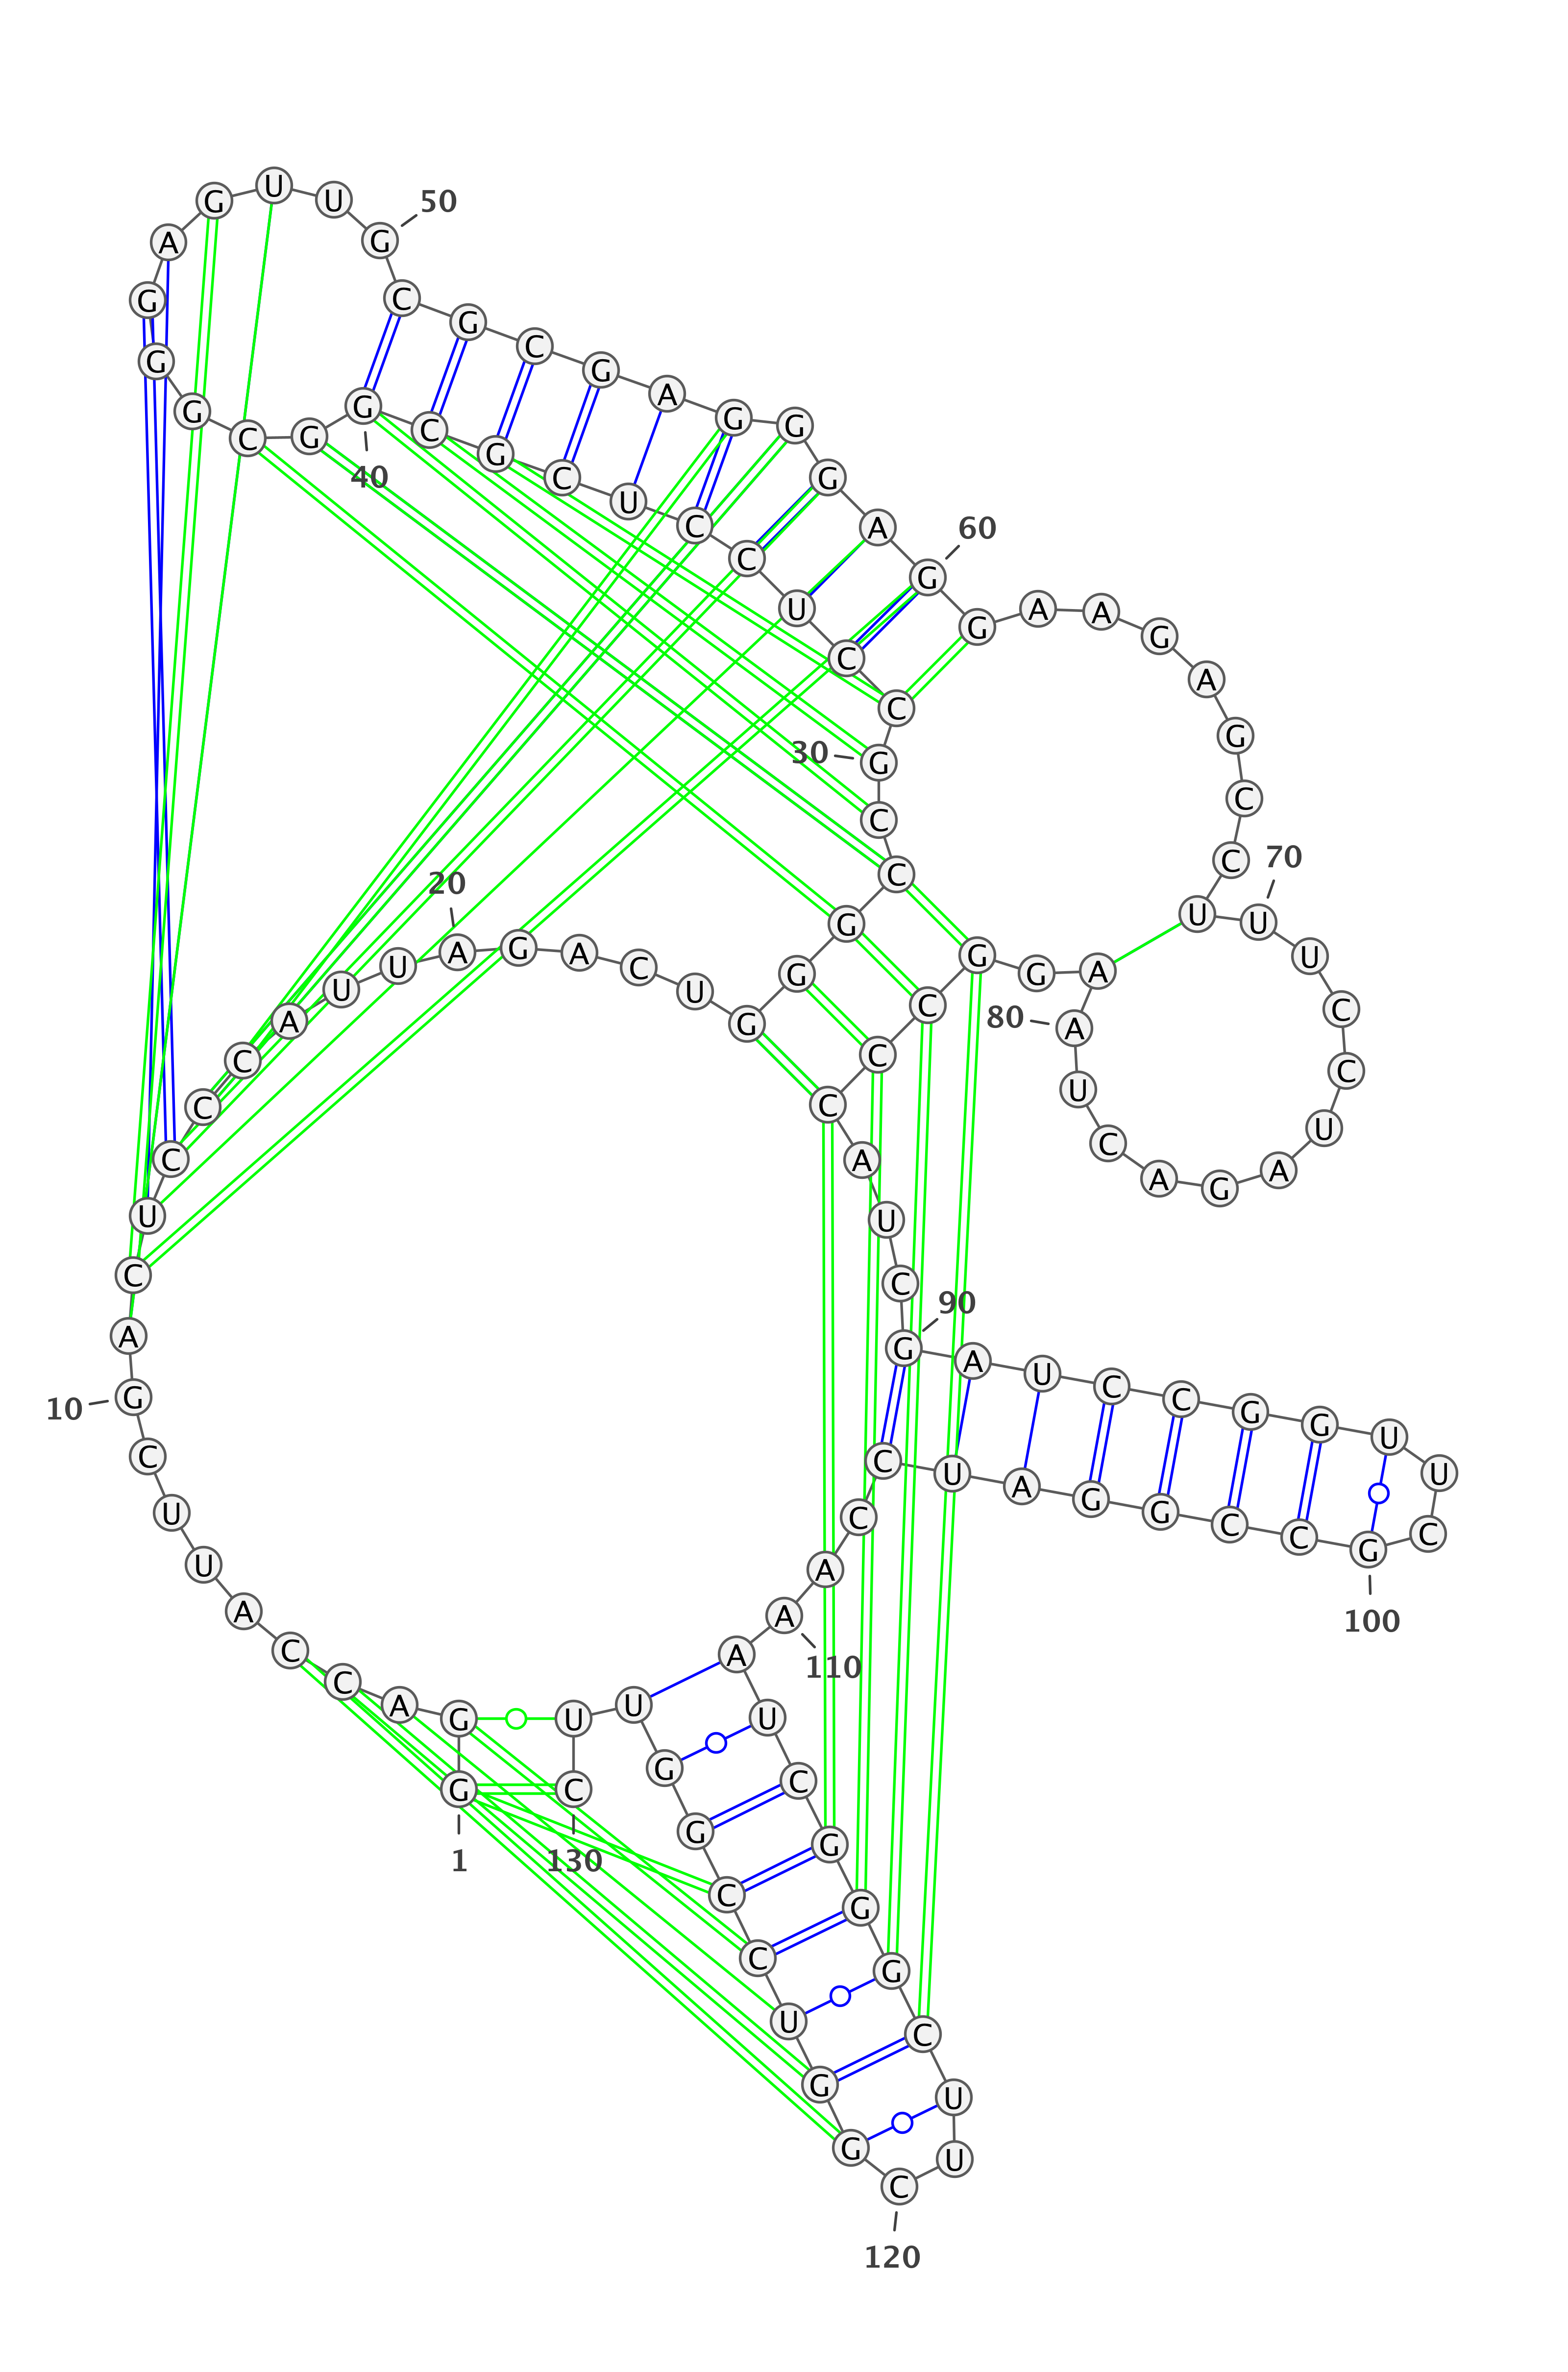 G
1
G A C C A U U C G
10
A C U C C C A U U A
20
G A C U G G G C C G
30
C C U C C U C G C G
40
G C G G G A G U U G
50
C G C G A G G G A G
60
G A A G A G C C U U
70
U C C U A G A C U A
80
A G G C C C A U C G
90
A U C C G G U U C G
100
C C G G A U C C A A
110
A U C G G G C U U C
120
G G U C C G G U U C
130